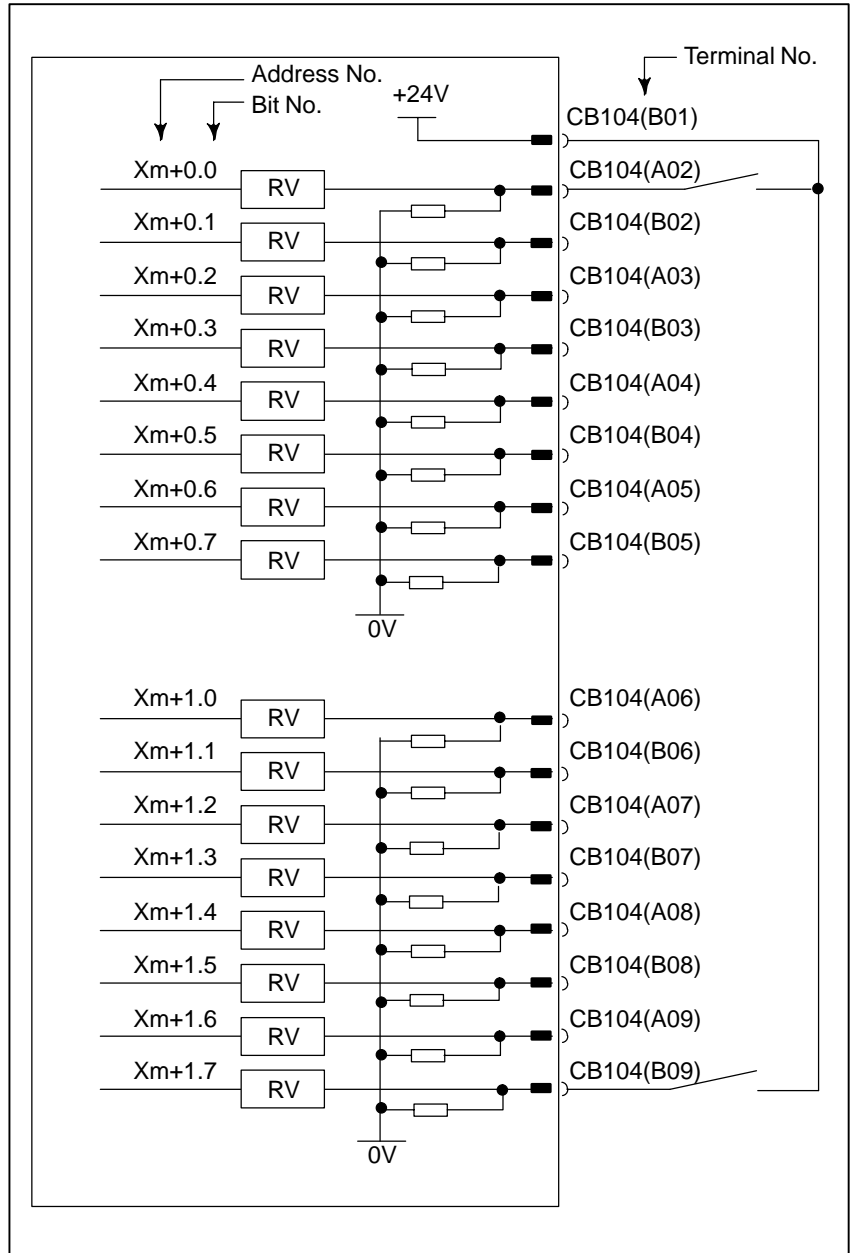 Terminal No.
Address No.
Bit No.
+24V
CB104(B01)
Xm+0.0 RV CB104(A02)
Xm+0.1 RV CB104(B02)
Xm+0.2 RV CB104(A03)
Xm+0.3 RV CB104(B03)
Xm+0.4 RV CB104(A04)
Xm+0.5 RV CB104(B04)
Xm+0.6 RV CB104(A05)
Xm+0.7 RV CB104(B05)
0V
Xm+1.0 RV CB104(A06)
Xm+1.1 RV CB104(B06)
Xm+1.2 RV CB104(A07)
Xm+1.3 RV CB104(B07)
Xm+1.4 RV CB104(A08)
Xm+1.5 RV CB104(B08)
Xm+1.6 RV CB104(A09)
Xm+1.7 RV CB104(B09)
0V